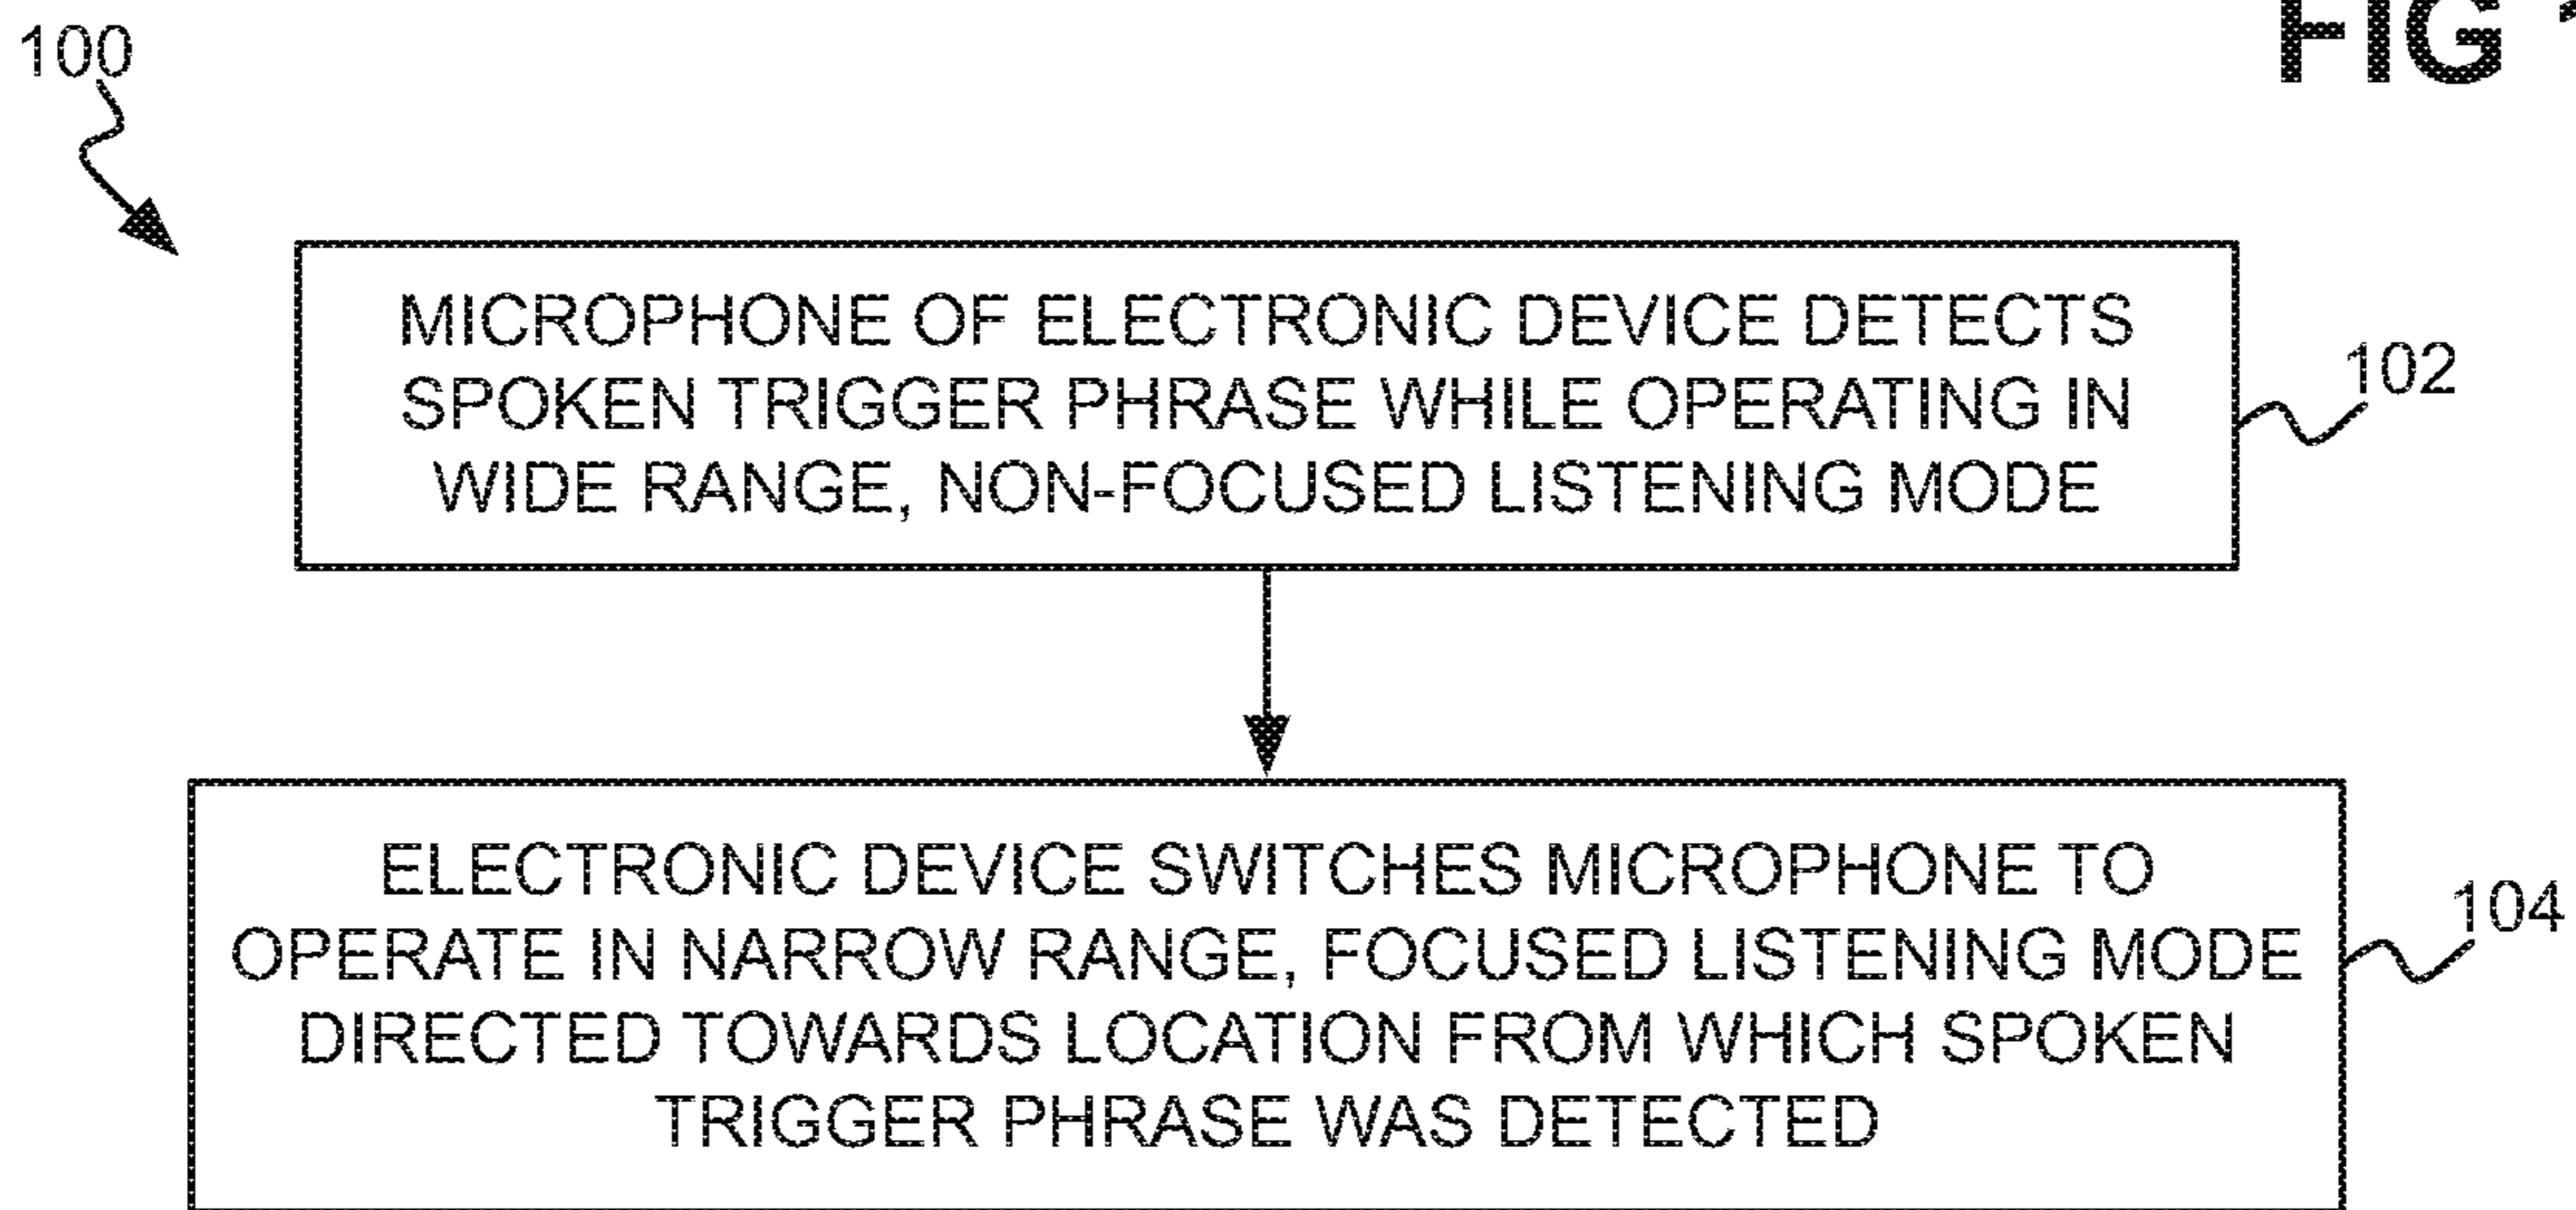 100
FIG 1
MICROPHONE OF ELECTRONIC DEVICE DETECTS
SPOKEN TRIGGER PHRASE WHILE OPERATING IN
WIDE RANGE, NON-FOCUSED LISTENING MODE
102
ELECTRONIC DEVICE SWITCHES MICROPHONE TO
OPERATE IN NARROW RANGE, FOCUSED LISTENING MODE
DIRECTED TOWARDS LOCATION FROM WHICH SPOKEN
TRIGGER PHRASE WAS DETECTED
104